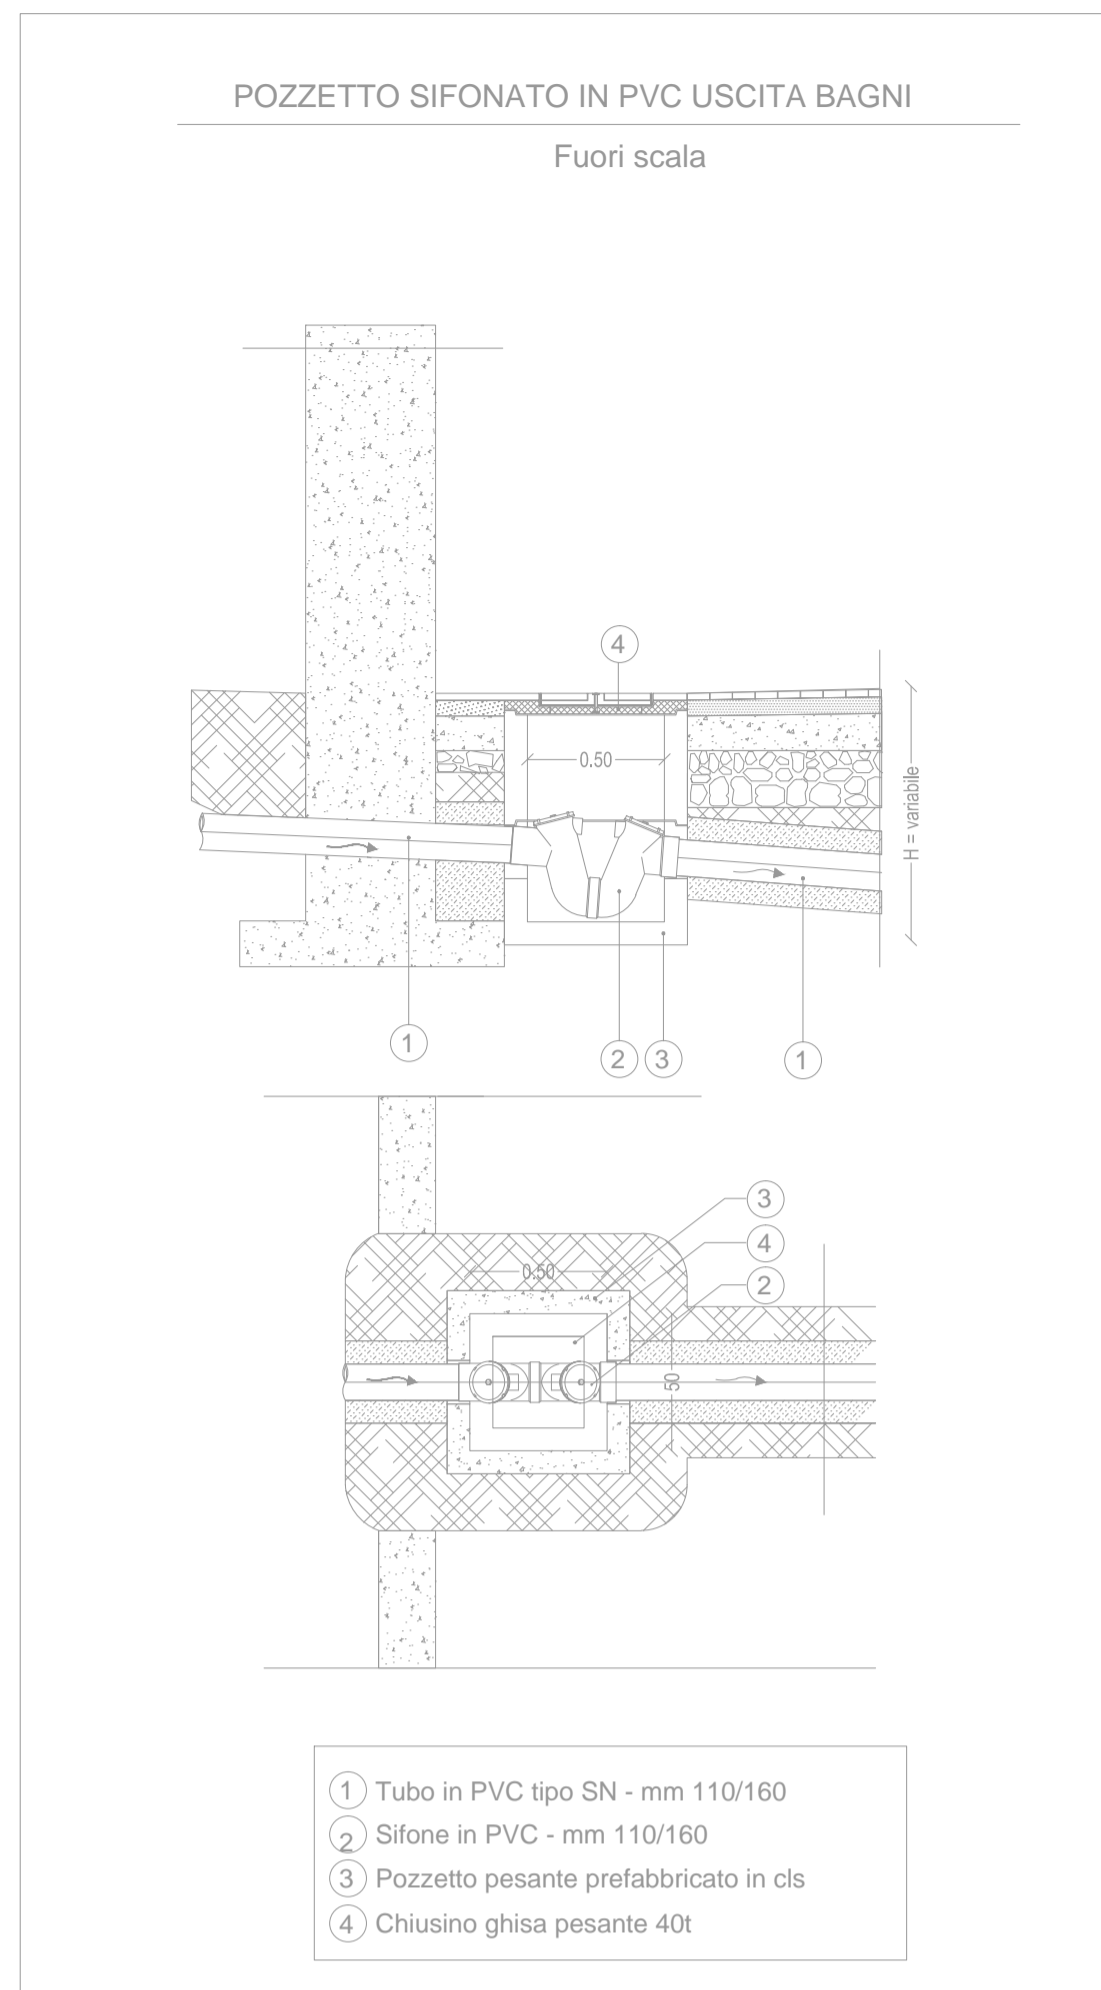 POZZETTO SIFONATO IN PVC USCITA BAGNI
Fuori scala
4
0.50
H = variabile
1
2
3
1
3
4
2
0.50
50
1 Tubo in PVC tipo SN - mm 110/160
2 Sifone in PVC - mm 110/160
3 Pozzetto pesante prefabbricato in cls
4 Chiusino ghisa pesante 40t